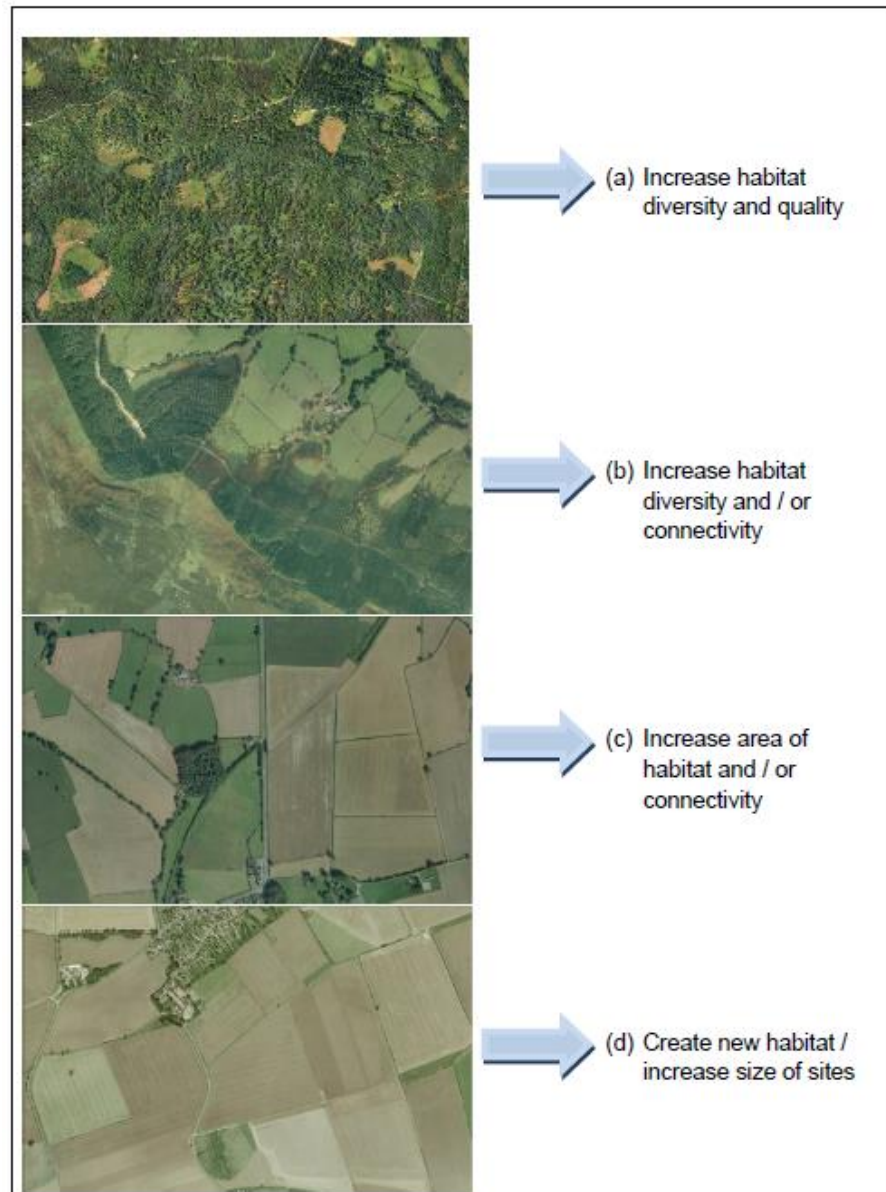 (a) Increase habitat
diversity and quality
(b) Increase habitat
diversity and / or
connectivity
(c) Increase area of
habitat and / or
connectivity
(d) Create new habitat /
increase size of sites